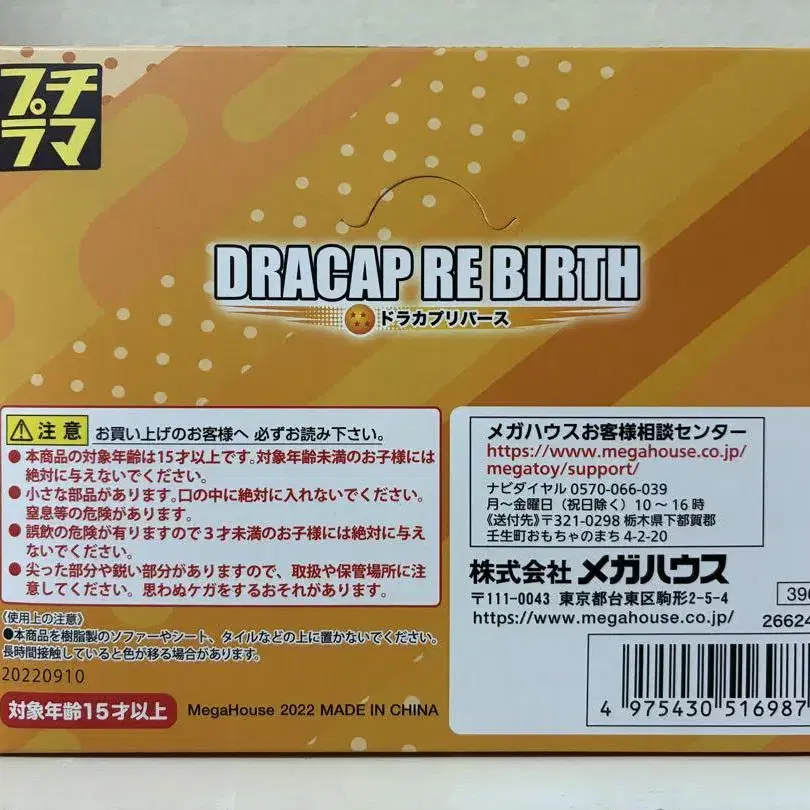 プチ
ラマ
DRACAP RE BIRTH
ドラカプリバース
注意 お買い上げのお客様へ 必ずお読み下さい。
● 本商品の対象年齢は15才以上です。対象年齢未満のお子様には
絶対に与えないでください。
● 小さな部品があります。口の中に絶対に入れないでください。
窒息等の危険があります。
● 誤飲の危険が有りますので3才未満のお子様には絶対に与え
ないでください。
● 尖った部分や鋭い部分がありますので、取扱や保管場所に注
意してください。思わぬケガをするおそれがあります。
《使用上の注意》
●本商品を樹脂製のソファーやシート、タイルなどの上に置かないでください。
長時間接触していると色が移る場合があります。
20220910
対象年齢15才以上
MegaHouse 2022 MADE IN CHINA
メガハウスお客様相談センター
https://www.megahouse.co.jp/
megatoy/support/
ナビダイヤル 0570-066-039
月〜金曜日(祝日除く)10〜16時
《送付先》〒321-0298 栃木県下都賀郡
壬生町おもちゃのまち4-2-20
株式会社 メガハウス
〒111-0043 東京都台東区駒形2-5-4
https://www.megahouse.co.jp/
4 975430 516987